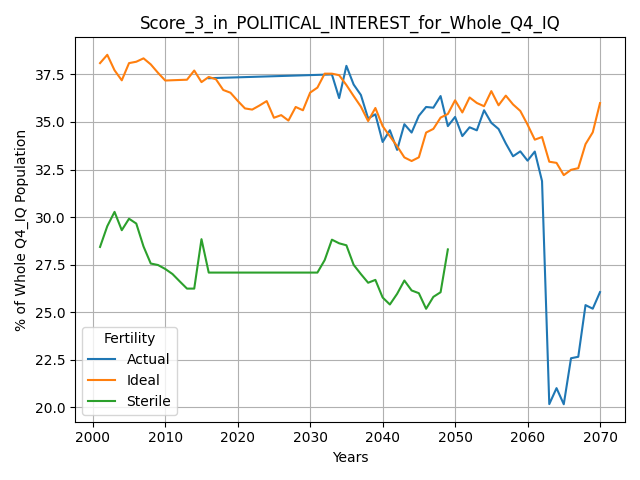 Score_3_in_POLITICAL_INTEREST_for_Whole_Q4_IQ
% of Whole Q4_IQ Population
37.5
35.0
32.5
30.0
27.5
25.0
22.5
20.0
Fertility
Actual
Ideal
Sterile
2000 2010 2020 2030 2040 2050 2060 2070
Years